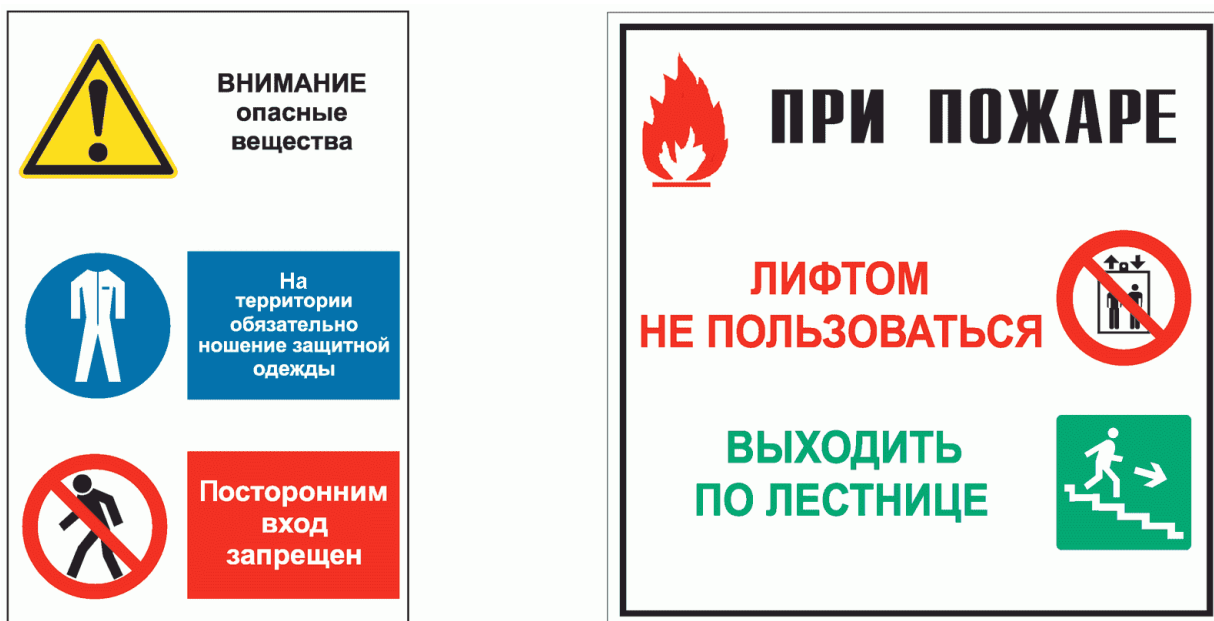 ВНИМАНИЕ
опасные
вещества
На
территории
обязательно
ношение защитной
одежды
Посторонним
вход
запрещен
ПРИ ПОЖАРЕ
ЛИФТОМ
НЕ ПОЛЬЗОВАТЬСЯ
ВЫХОДИТЬ
ПО ЛЕСТНИЦЕ